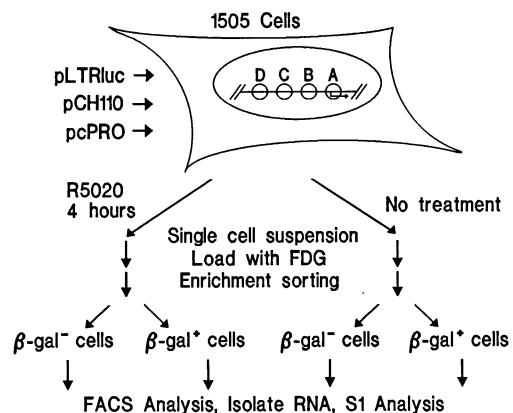 1505 Cells
pLTRluc →
pCH110 →
pcPRO →
D C B A
R5020
4 hours
No treatment
Single cell suspension
Load with FDG
Enrichment sorting
β-gal⁻ cells β-gal⁺ cells β-gal⁻ cells β-gal⁺ cells
FACS Analysis, Isolate RNA, S1 Analysis